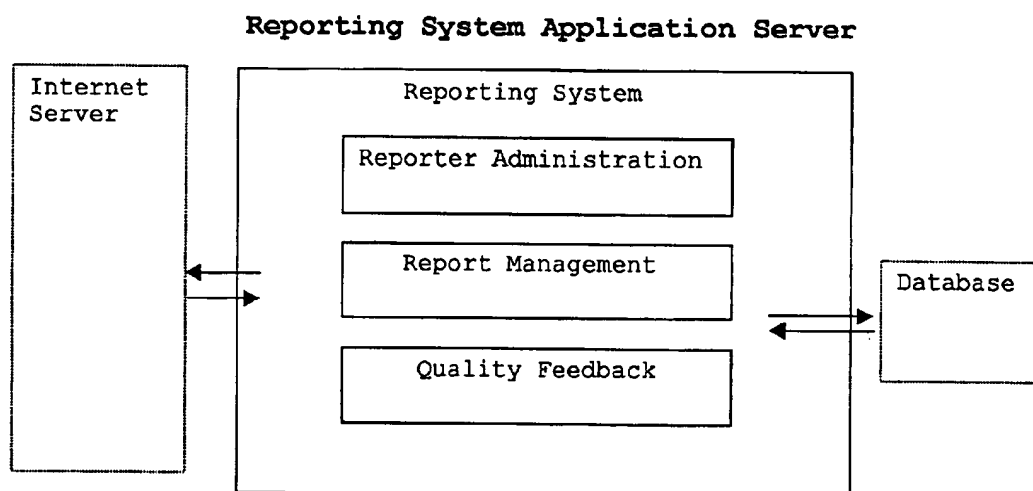 Reporting System Application Server
Internet
Server
Reporting System
Reporter Administration
Report Management
Quality Feedback
Database